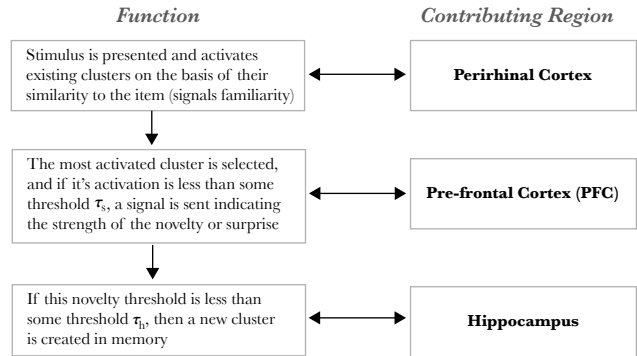 Function
Contributing Region
Stimulus is presented and activates
existing clusters on the basis of their
similarity to the item (signals familiarity)
Perirhinal Cortex
The most activated cluster is selected,
and if it's activation is less than some
threshold τs, a signal is sent indicating
the strength of the novelty or surprise
Pre-frontal Cortex (PFC)
If this novelty threshold is less than
some threshold τh, then a new cluster
is created in memory
Hippocampus